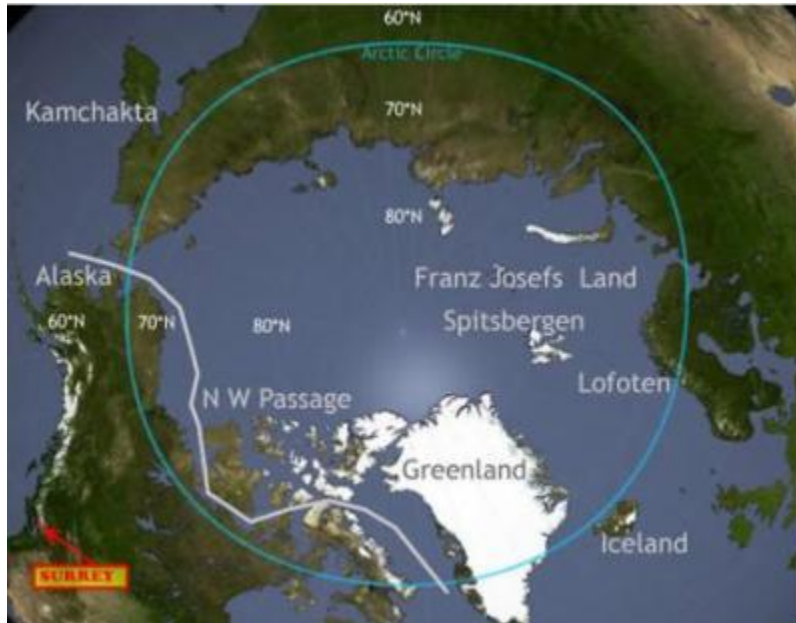 60°N
Arctic Circle
Kamchakta
70°N
80°N
Alaska
Franz Josefs Land
60°N 70°N 80°N
Spitsbergen
Lofoten
N W Passage
Greenland
Iceland
SURREY